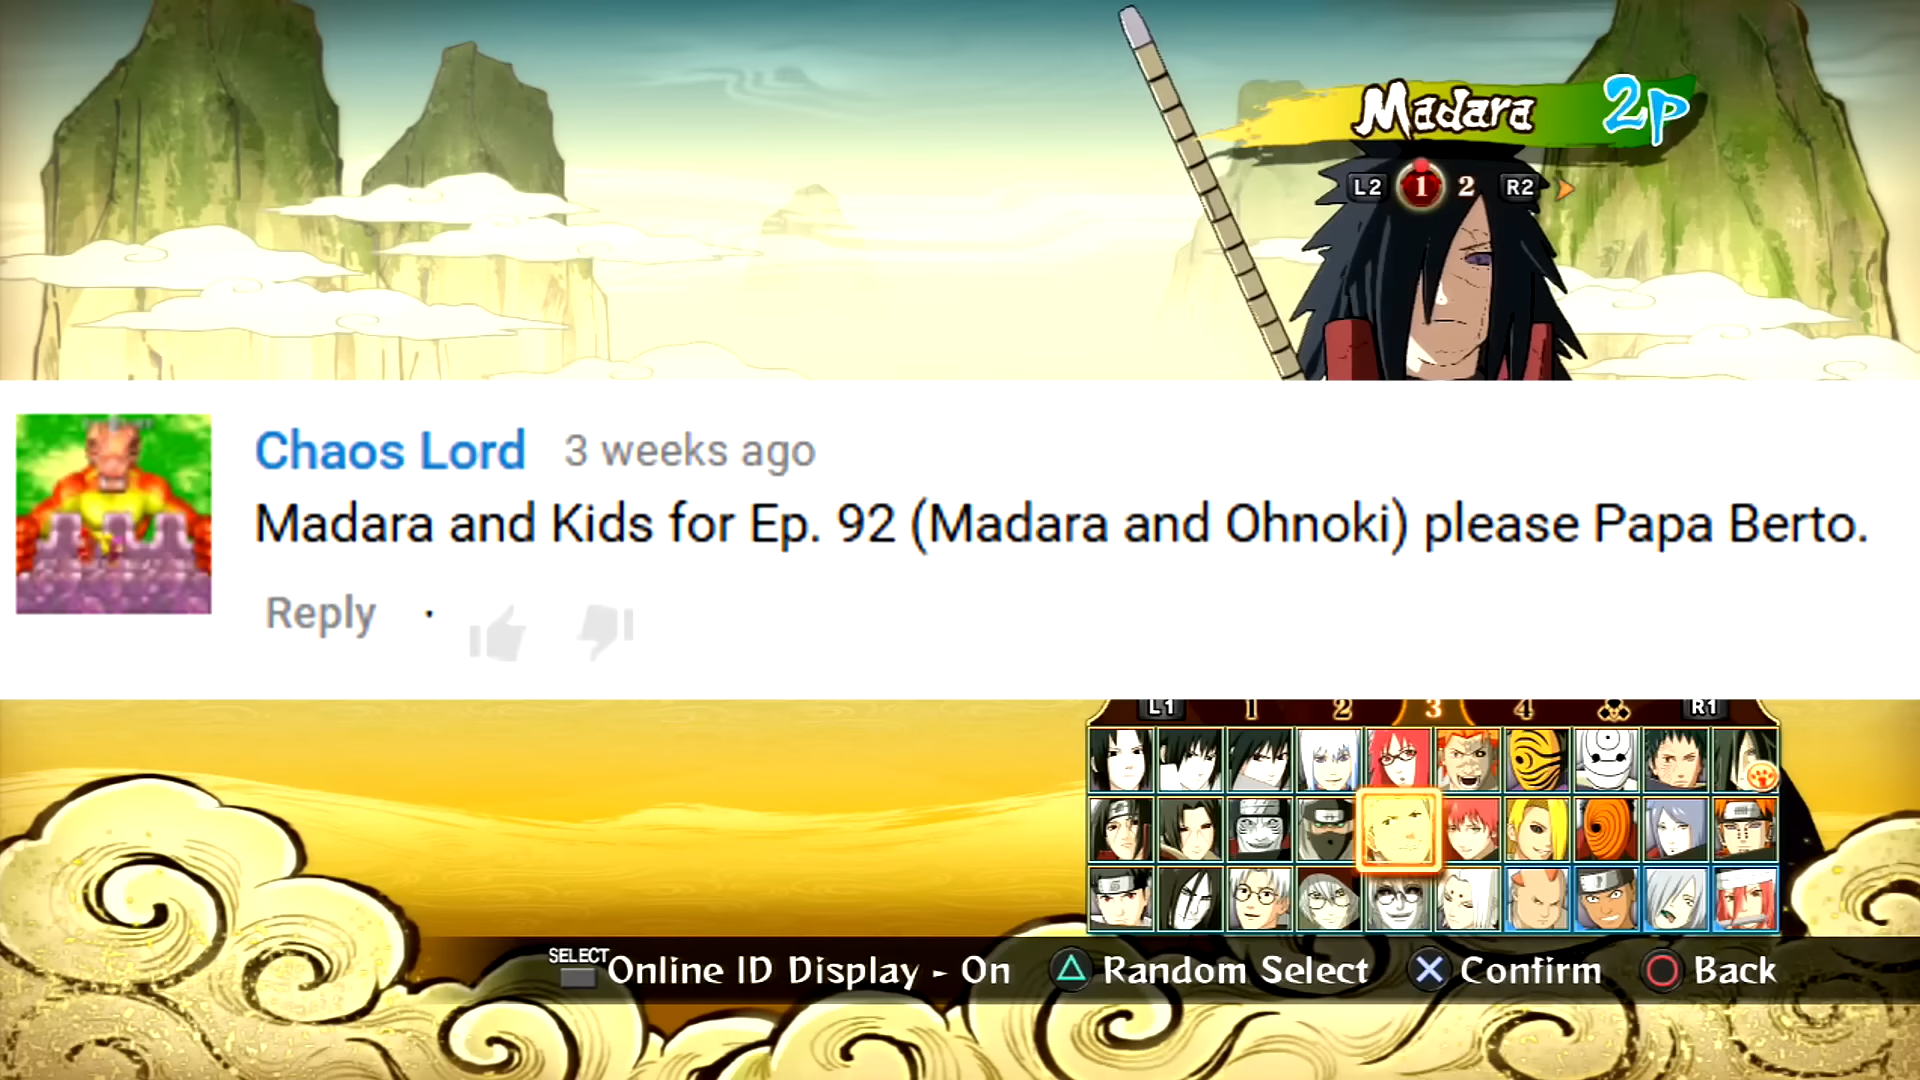 Madara 2P
L2 1 2 R2
Chaos Lord 3 weeks ago
Madara and Kids for Ep. 92 (Madara and Ohnoki) please Papa Berto.
Reply ·
L1 1 2 3 4 R1
SELECT Online ID Display - On Random Select Confirm Back